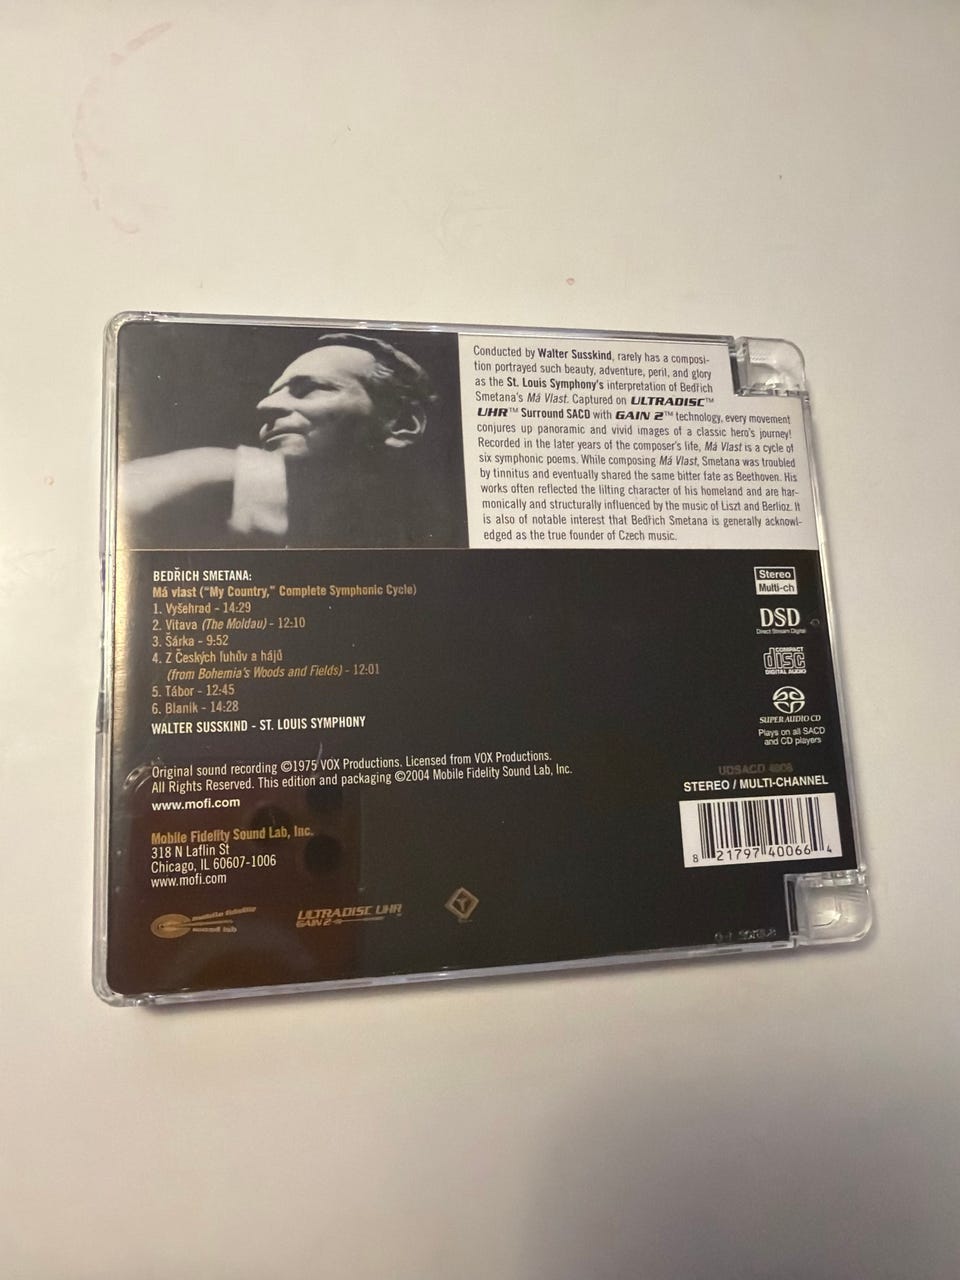 Conducted by Walter Susskind, rarely has a composi-
tion portrayed such beauty, adventure, peril, and glory
as the St. Louis Symphony's interpretation of Bedřich
Smetana's Má Vlast. Captured on ULTRADISC™
UHR™ Surround SACD with GAIN 2™ technology, every movement
conjures up panoramic and vivid images of a classic hero's journey!
Recorded in the later years of the composer's life, Má Vlast is a cycle of
six symphonic poems. While composing Má Vlast, Smetana was troubled
by tinnitus and eventually shared the same bitter fate as Beethoven. His
works often reflected the lilting character of his homeland and are har-
monically and structurally influenced by the music of Liszt and Berlioz. It
is also of notable interest that Bedřich Smetana is generally acknowl-
edged as the true founder of Czech music.
BEDŘICH SMETANA:
Má vlast ("My Country," Complete Symphonic Cycle)
1. Vyšehrad - 14:29
2. Vltava (The Moldau) - 12:10
3. Šárka - 9:52
4. Z Českých luhův a hájů
(from Bohemia's Woods and Fields) - 12:01
5. Tábor - 12:45
6. Blaník - 14:28
WALTER SUSSKIND - ST. LOUIS SYMPHONY
Original sound recording ©1975 VOX Productions. Licensed from VOX Productions.
All Rights Reserved. This edition and packaging ©2004 Mobile Fidelity Sound Lab, Inc.
www.mofi.com
Mobile Fidelity Sound Lab, Inc.
318 N Laflin St
Chicago, IL 60607-1006
www.mofi.com
mobile fidelity
sound lab
ULTRADISC UHR
GAIN 2
Stereo
Multi-ch
DSD
Direct Stream Digital
COMPACT
disc
DIGITAL AUDIO
SUPER AUDIO CD
Plays on all SACD
and CD players
UDSACD
STEREO / MULTI-CHANNEL
8 21797 40066 4